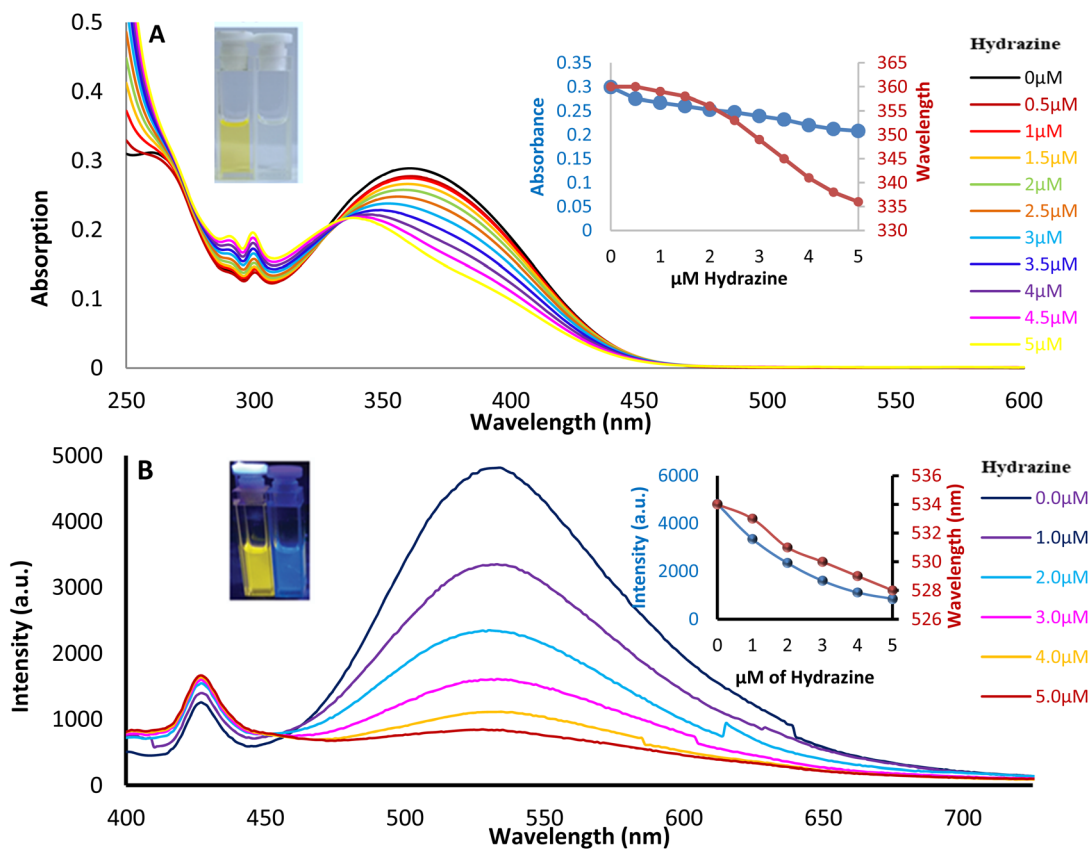 A
Absorption
0.5
0.4
0.3
0.2
0.1
0
250 300 350 400 450 500 550 600
Wavelength (nm)
Absorbance
0.35
0.3
0.25
0.2
0.15
0.1
0.05
0
Wavelength
365
360
355
350
345
340
335
330
0 1 2 3 4 5
µM Hydrazine
Hydrazine
0µM
0.5µM
1µM
1.5µM
2µM
2.5µM
3µM
3.5µM
4µM
4.5µM
5µM
B
Intensity (a.u.)
5000
4000
3000
2000
1000
0
400 450 500 550 600 650 700
Wavelength (nm)
Intensity (a.u.)
6000
4000
2000
0
Wavelength (nm)
536
534
532
530
528
526
0 1 2 3 4 5
µM of Hydrazine
Hydrazine
0.0µM
1.0µM
2.0µM
3.0µM
4.0µM
5.0µM